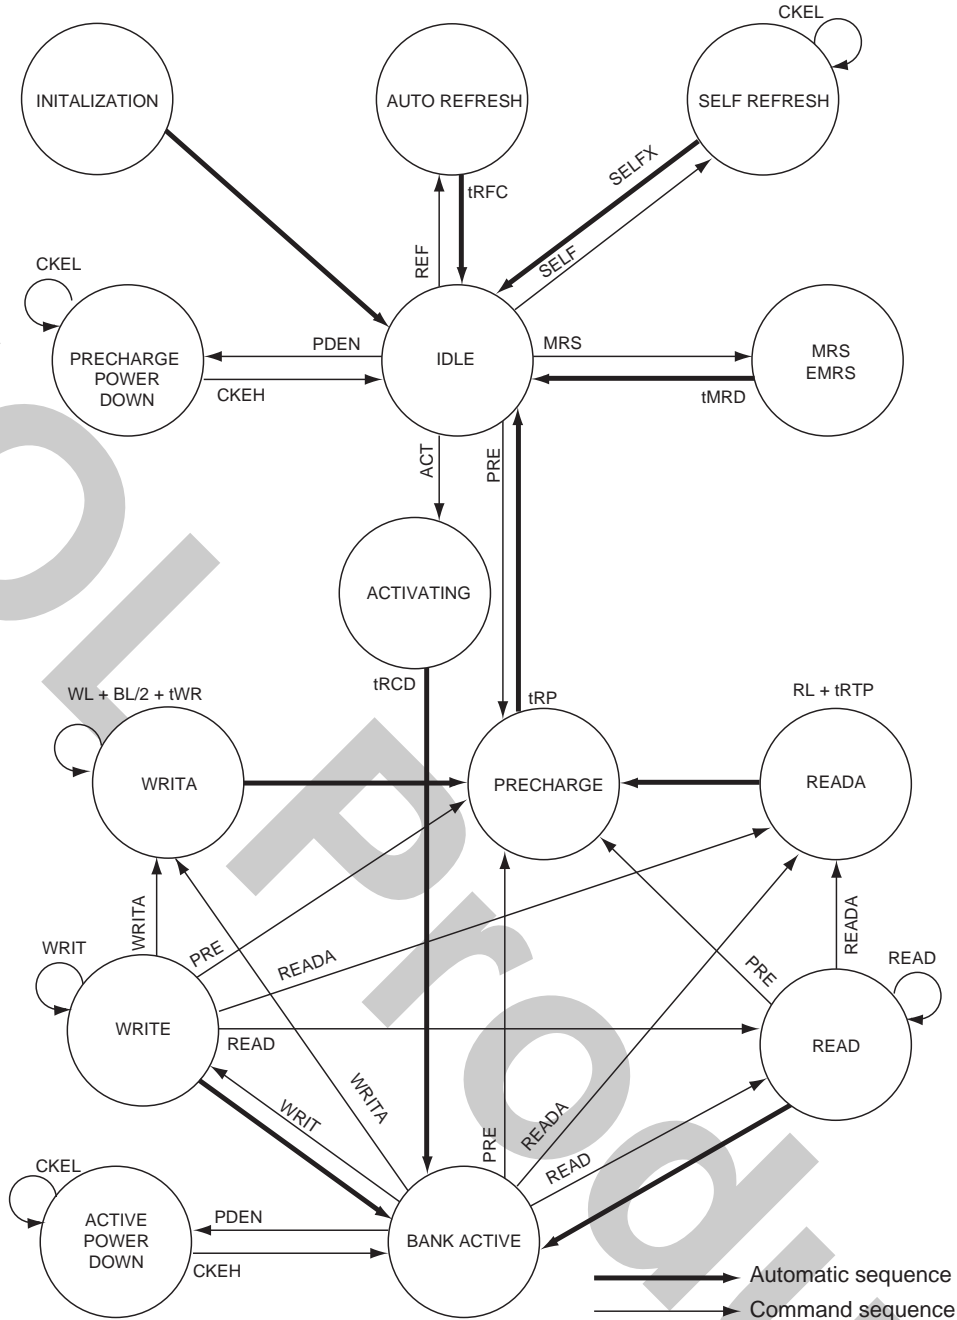 CKEL
INITALIZATION
AUTO REFRESH
SELF REFRESH
SELFX
tRFC
REF
SELF
CKEL
PDEN
MRS
PRECHARGE
POWER
DOWN
IDLE
MRS
EMRS
CKEH
tMRD
ACT
PRE
ACTIVATING
tRCD
WL + BL/2 + tWR
tRP
RL + tRTP
WRITA
PRECHARGE
READA
WRITA
PRE
READA
PRE
READA
WRIT
READ
WRITE
READ
READ
WRIT
WRITA
PRE
READA
READ
CKEL
ACTIVE
POWER
DOWN
PDEN
BANK ACTIVE
CKEH
Automatic sequence
Command sequence
OL Produ